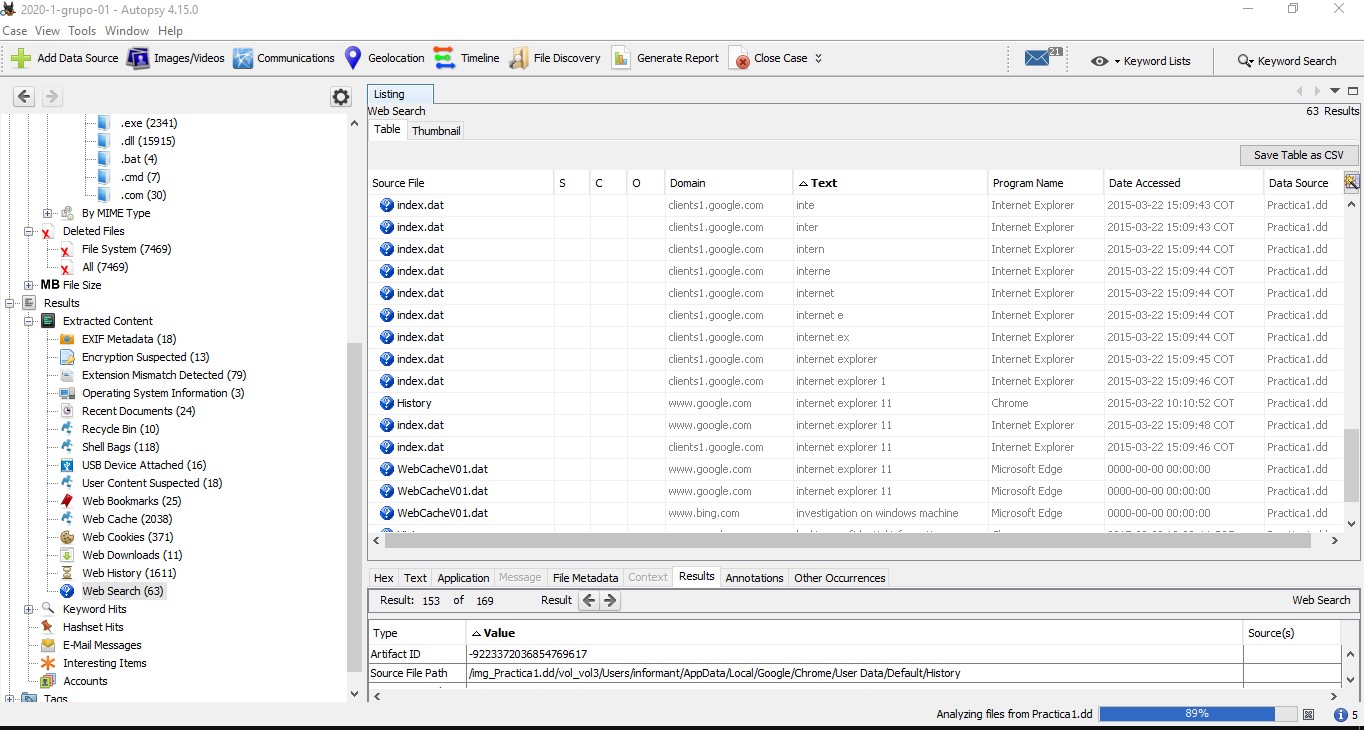 2020-1-grupo-01 - Autopsy 4.15.0
Case View Tools Window Help
Add Data Source Images/Videos Communications Geolocation Timeline File Discovery Generate Report Close Case 21 Keyword Lists Keyword Search
.exe (2341)
.dll (15915)
.bat (4)
.cmd (7)
.com (30)
By MIME Type
Deleted Files
File System (7469)
All (7469)
MB File Size
Results
Extracted Content
EXIF Metadata (18)
Encryption Suspected (13)
Extension Mismatch Detected (79)
Operating System Information (3)
Recent Documents (24)
Recycle Bin (10)
Shell Bags (118)
USB Device Attached (16)
User Content Suspected (18)
Web Bookmarks (25)
Web Cache (2038)
Web Cookies (371)
Web Downloads (11)
Web History (1611)
Web Search (63)
Keyword Hits
Hashset Hits
E-Mail Messages
Interesting Items
Accounts
Tags
Listing
Web Search 63 Results
Table Thumbnail
Save Table as CSV
Source File S C O Domain Text Program Name Date Accessed Data Source
index.dat clients1.google.com inte Internet Explorer 2015-03-22 15:09:43 COT Practica1.dd
index.dat clients1.google.com inter Internet Explorer 2015-03-22 15:09:43 COT Practica1.dd
index.dat clients1.google.com intern Internet Explorer 2015-03-22 15:09:44 COT Practica1.dd
index.dat clients1.google.com interne Internet Explorer 2015-03-22 15:09:44 COT Practica1.dd
index.dat clients1.google.com internet Internet Explorer 2015-03-22 15:09:44 COT Practica1.dd
index.dat clients1.google.com internet e Internet Explorer 2015-03-22 15:09:44 COT Practica1.dd
index.dat clients1.google.com internet ex Internet Explorer 2015-03-22 15:09:44 COT Practica1.dd
index.dat clients1.google.com internet explorer Internet Explorer 2015-03-22 15:09:45 COT Practica1.dd
index.dat clients1.google.com internet explorer 1 Internet Explorer 2015-03-22 15:09:46 COT Practica1.dd
History www.google.com internet explorer 11 Chrome 2015-03-22 10:10:52 COT Practica1.dd
index.dat www.google.com internet explorer 11 Internet Explorer 2015-03-22 15:09:48 COT Practica1.dd
index.dat clients1.google.com internet explorer 11 Internet Explorer 2015-03-22 15:09:46 COT Practica1.dd
WebCacheV01.dat www.google.com internet explorer 11 Microsoft Edge 0000-00-00 00:00:00 Practica1.dd
WebCacheV01.dat www.google.com internet explorer 11 Microsoft Edge 0000-00-00 00:00:00 Practica1.dd
WebCacheV01.dat www.bing.com investigation on windows machine Microsoft Edge 0000-00-00 00:00:00 Practica1.dd
Hex Text Application Message File Metadata Context Results Annotations Other Occurrences
Result: 153 of 169 Result Web Search
Type Value Source(s)
Artifact ID -9223372036854769617
Source File Path /img_Practica1.dd/vol_vol3/Users/informant/AppData/Local/Google/Chrome/User Data/Default/History
Analyzing files from Practica1.dd 89% 5